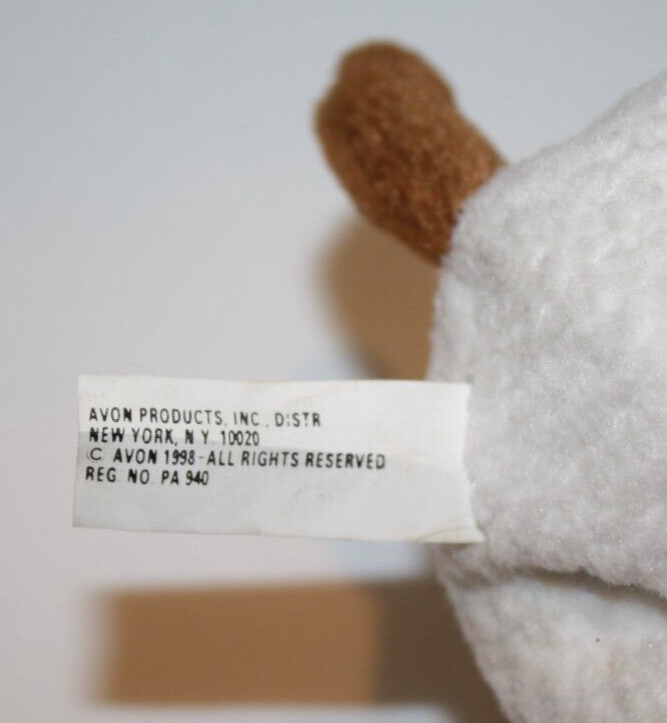 AVON PRODUCTS, INC., DISTR
NEW YORK, N.Y. 10020
C AVON 1998-ALL RIGHTS RESERVED
REG. NO. PA 940